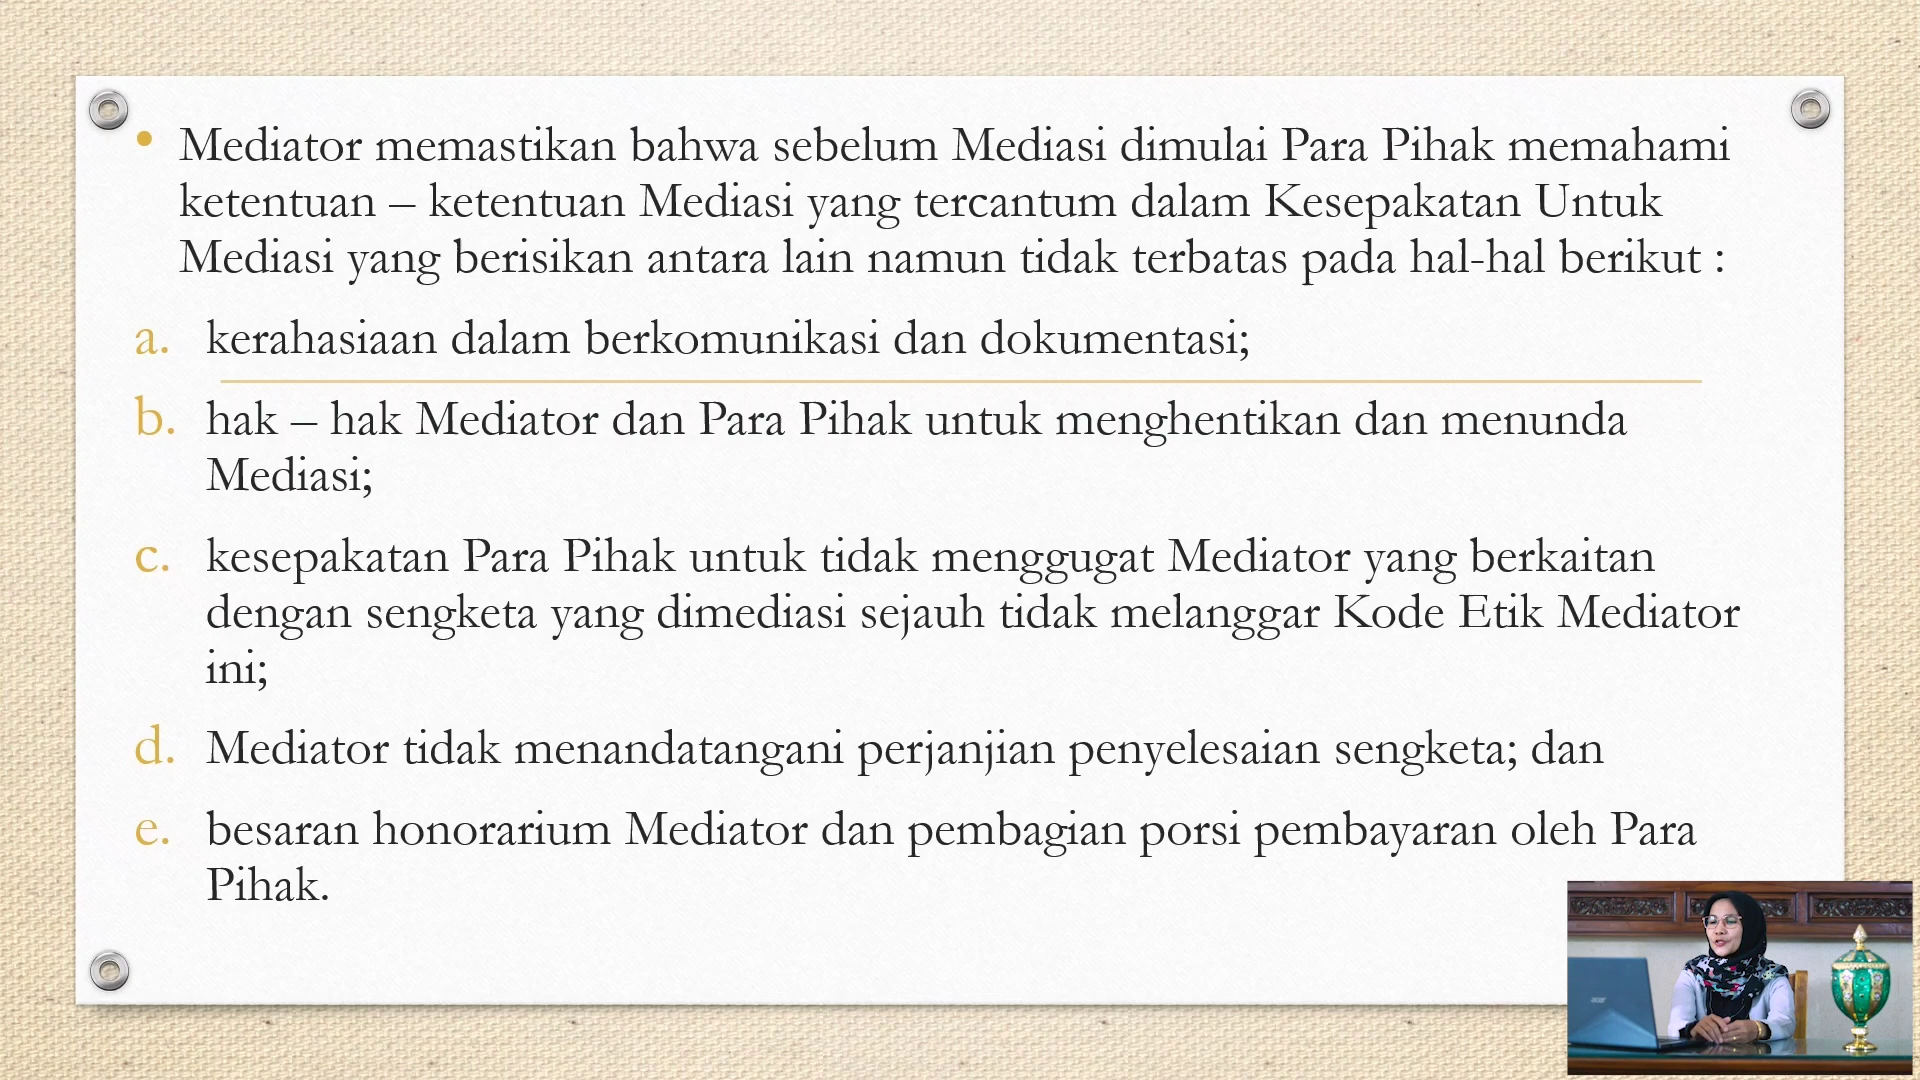 • Mediator memastikan bahwa sebelum Mediasi dimulai Para Pihak memahami
ketentuan – ketentuan Mediasi yang tercantum dalam Kesepakatan Untuk
Mediasi yang berisikan antara lain namun tidak terbatas pada hal-hal berikut :
a. kerahasiaan dalam berkomunikasi dan dokumentasi;
b. hak – hak Mediator dan Para Pihak untuk menghentikan dan menunda
Mediasi;
c. kesepakatan Para Pihak untuk tidak menggugat Mediator yang berkaitan
dengan sengketa yang dimediasi sejauh tidak melanggar Kode Etik Mediator
ini;
d. Mediator tidak menandatangani perjanjian penyelesaian sengketa; dan
e. besaran honorarium Mediator dan pembagian porsi pembayaran oleh Para
Pihak.
acer